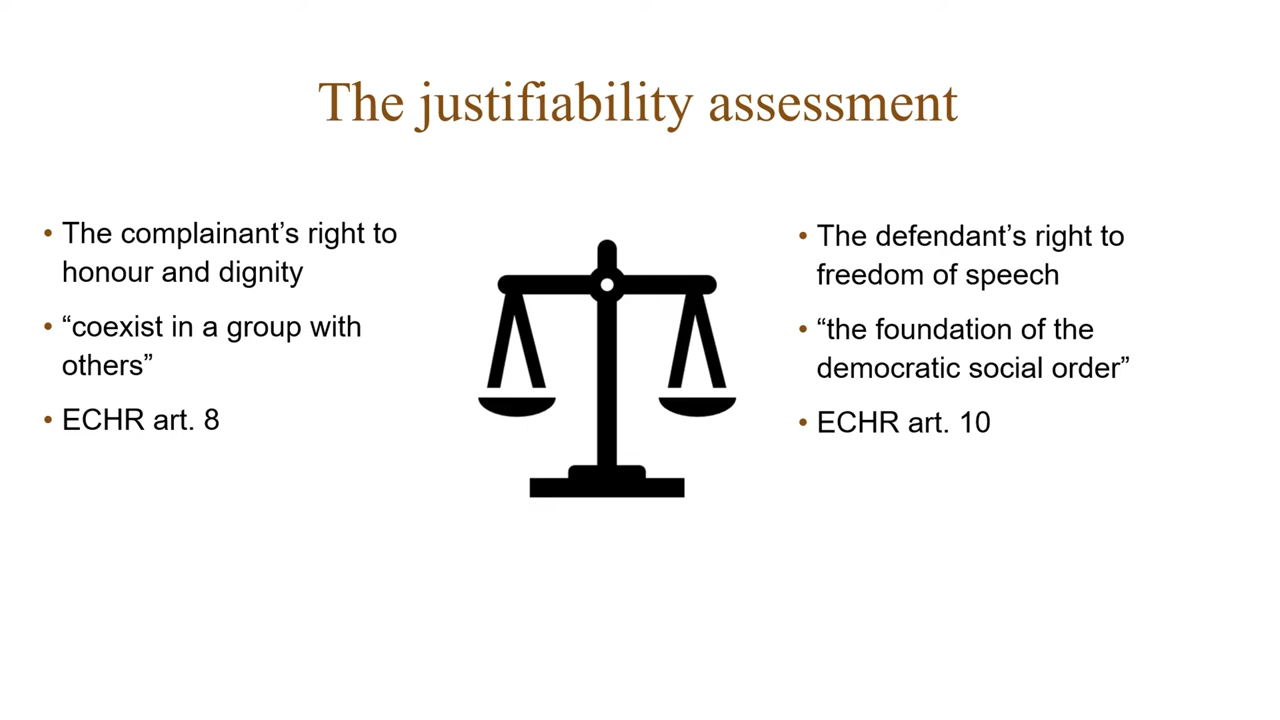 The justifiability assessment
• The complainant’s right to
honour and dignity
• “coexist in a group with
others”
• ECHR art. 8
• The defendant’s right to
freedom of speech
• “the foundation of the
democratic social order”
• ECHR art. 10